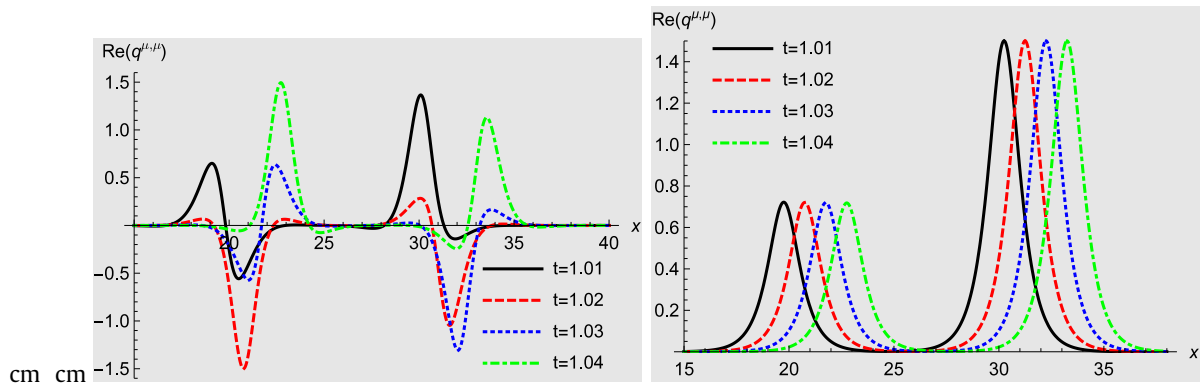 Re(q^{μ,μ})
1.5
1.0
0.5
−0.5
−1.0
−1.5
20 25 30 35 40 x
t=1.01
t=1.02
t=1.03
t=1.04
cm cm
Re(q^{μ,μ})
t=1.01
t=1.02
t=1.03
t=1.04
1.4
1.2
1.0
0.8
0.6
0.4
0.2
15 20 25 30 35 x